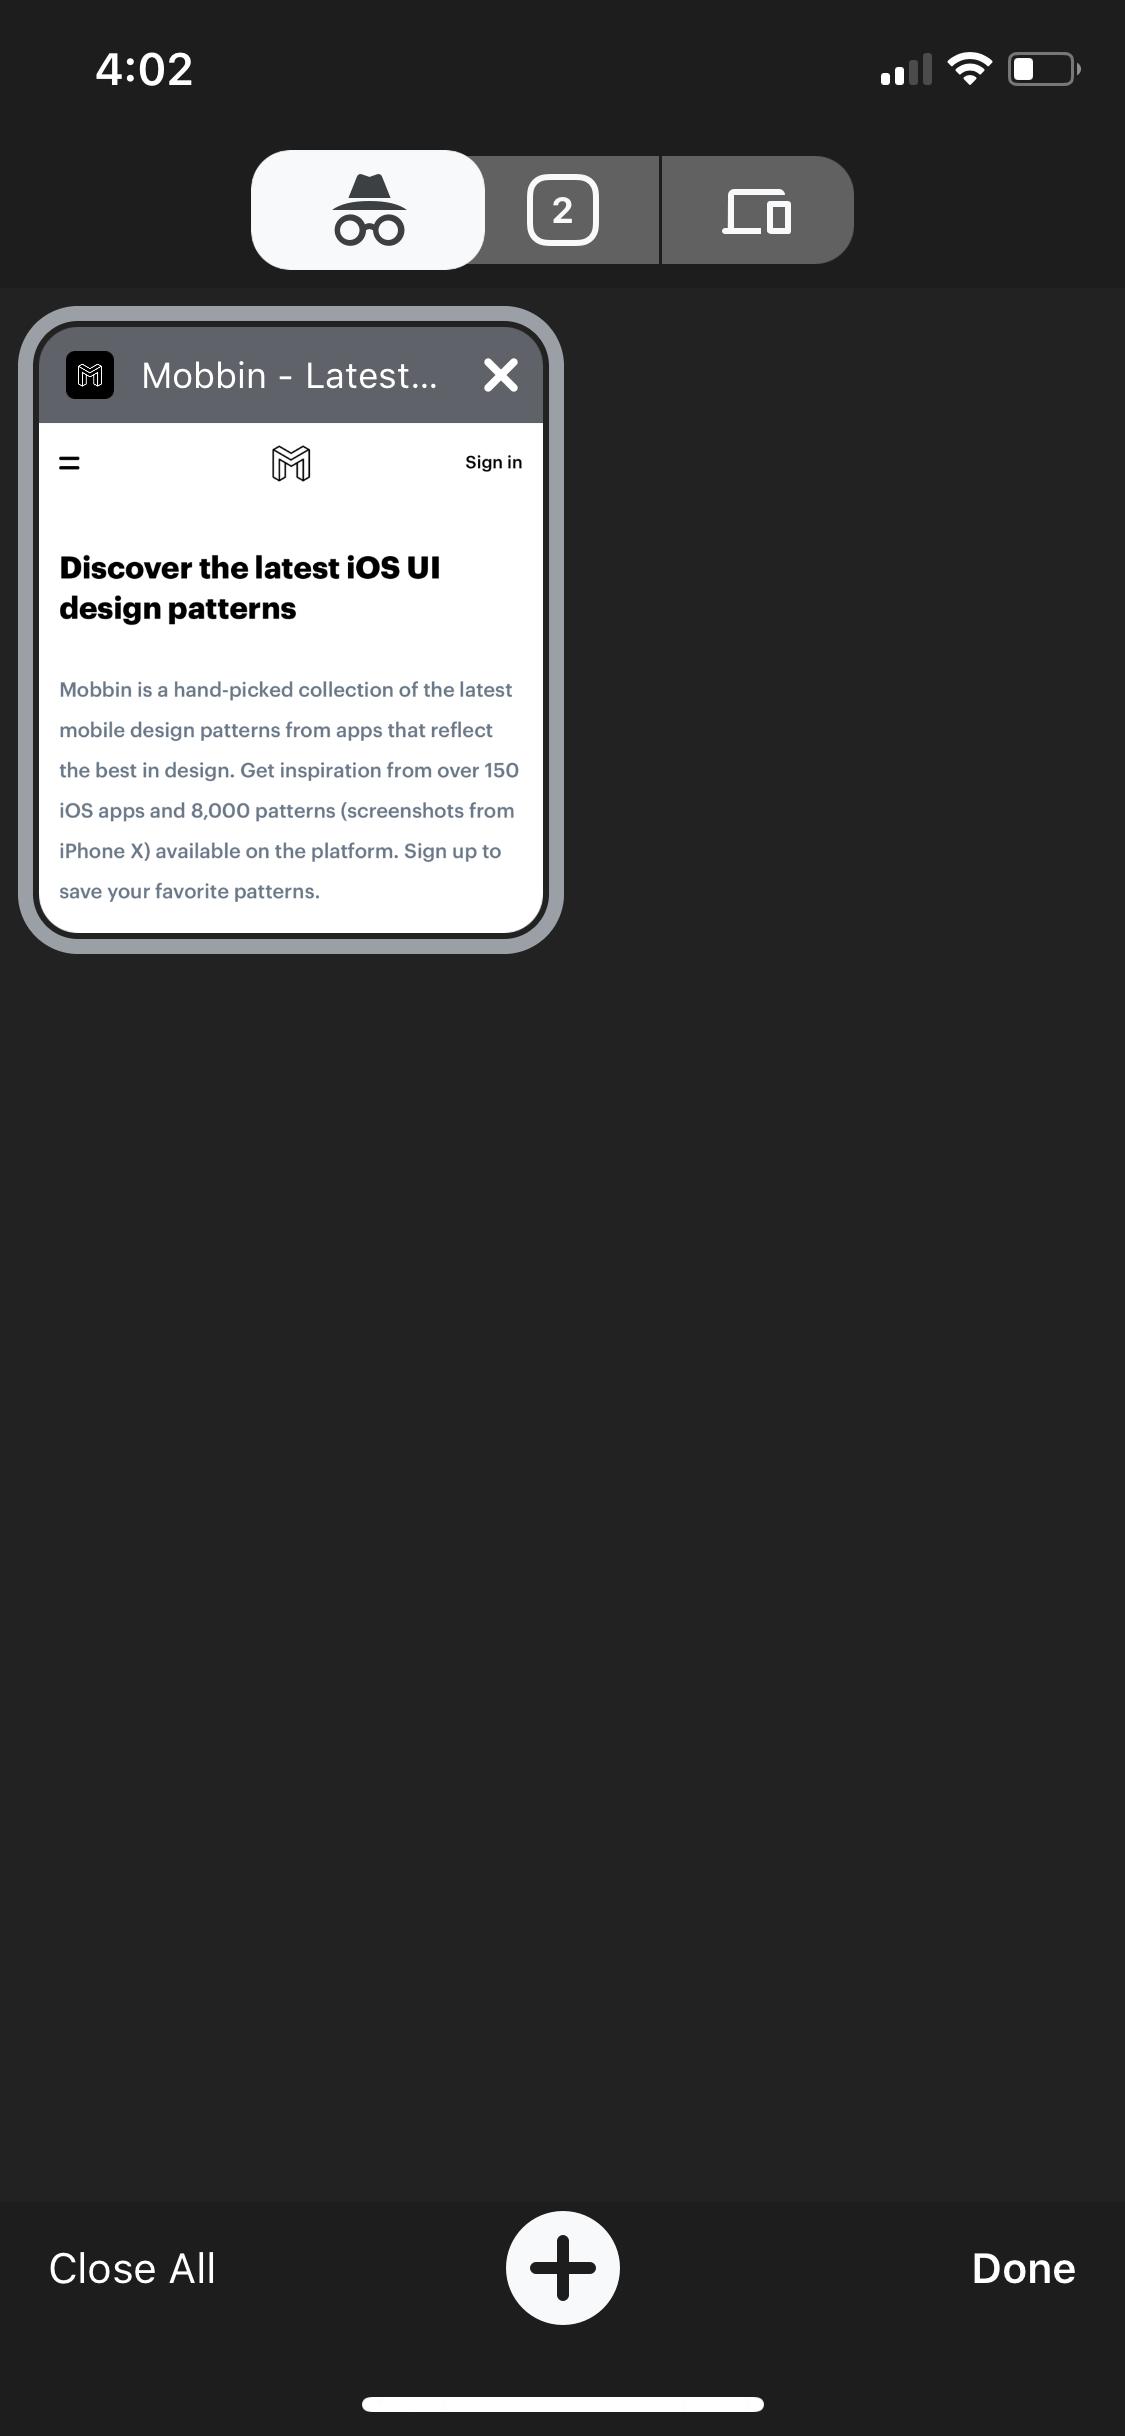 4:02
2
Mobbin - Latest...
Sign in
Discover the latest iOS UI
design patterns
Mobbin is a hand-picked collection of the latest
mobile design patterns from apps that reflect
the best in design. Get inspiration from over 150
iOS apps and 8,000 patterns (screenshots from
iPhone X) available on the platform. Sign up to
save your favorite patterns.
Close All
Done